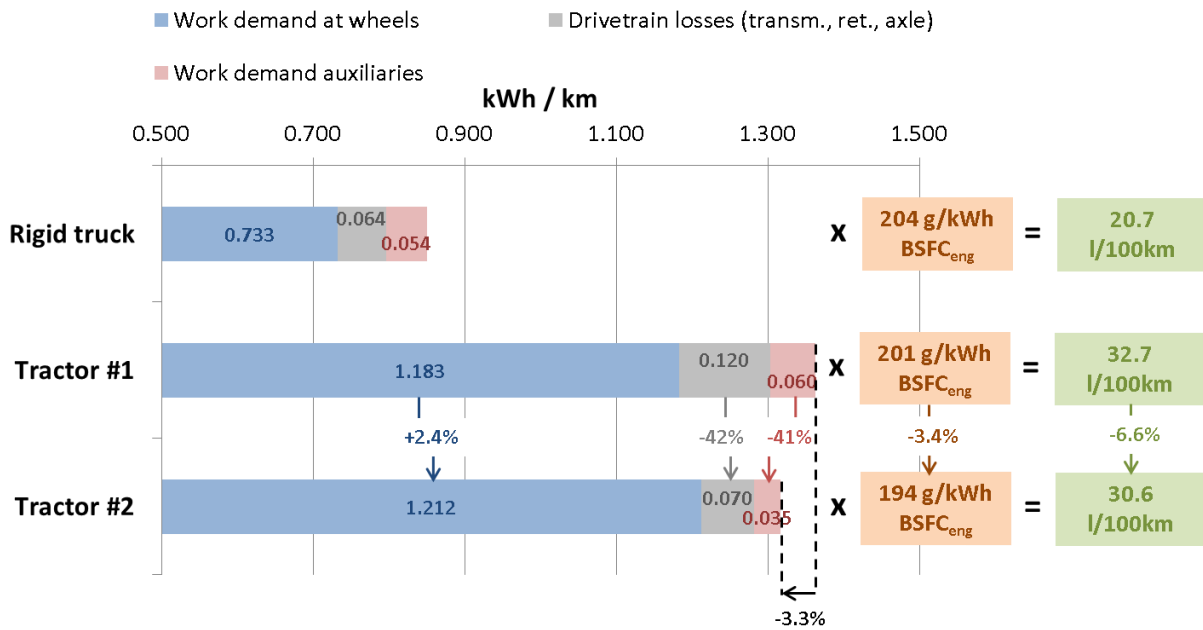 Work demand at wheels
Drivetrain losses (transm., ret., axle)
Work demand auxiliaries
kWh / km
0.500 0.700 0.900 1.100 1.300 1.500
Rigid truck
0.733
0.064
0.054
x
204 g/kWh
BSFCeng
=
20.7
l/100km
Tractor #1
1.183
0.120
0.060
x
201 g/kWh
BSFCeng
=
32.7
l/100km
+2.4%
-42%
-41%
-3.4%
-6.6%
Tractor #2
1.212
0.070
0.035
x
194 g/kWh
BSFCeng
=
30.6
l/100km
-3.3%